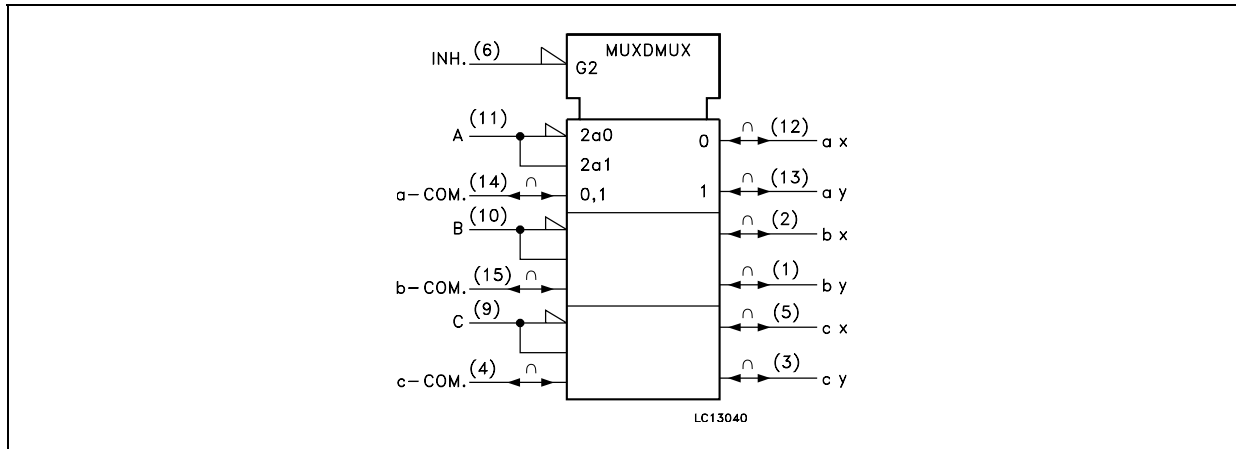 MUXDMUX
INH. (6)
G2
A (11)
2a0
0
(12) a x
2a1
a-COM. (14) ∩
0,1
1
(13) a y
B (10)
(2) b x
b-COM. (15) ∩
(1) b y
C (9)
(5) c x
c-COM. (4) ∩
(3) c y
LC13040